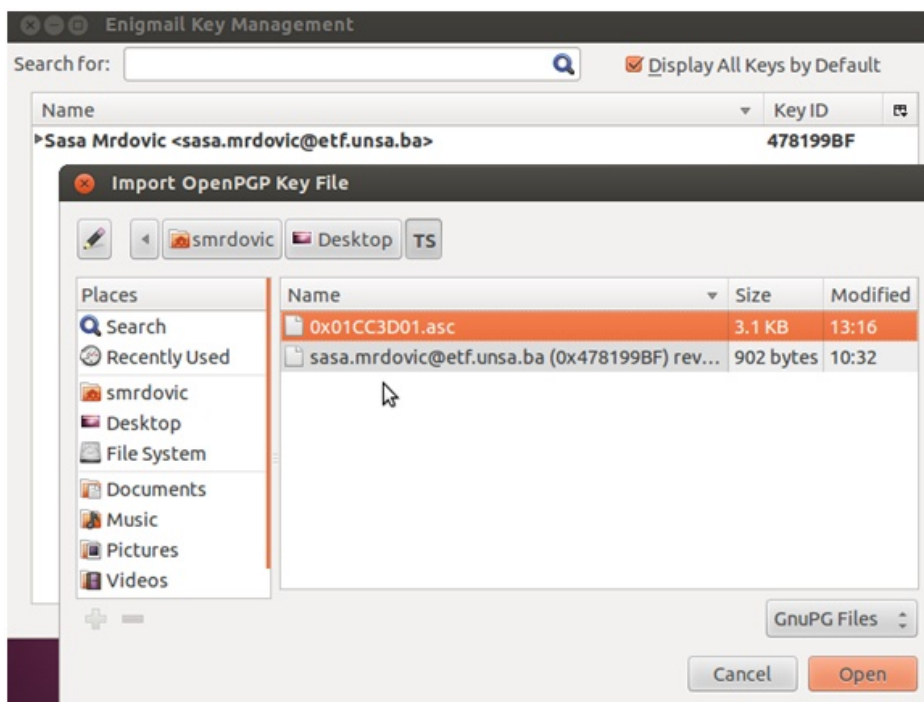 Enigmail Key Management
Search for:
Display All Keys by Default
Name Key ID
Sasa Mrdovic <sasa.mrdovic@etf.unsa.ba> 478199BF
Import OpenPGP Key File
smrdovic Desktop TS
Places
Search
Recently Used
smrdovic
Desktop
File System
Documents
Music
Pictures
Videos
Name Size Modified
0x01CC3D01.asc 3.1 KB 13:16
sasa.mrdovic@etf.unsa.ba (0x478199BF) rev... 902 bytes 10:32
GnuPG Files
Cancel Open